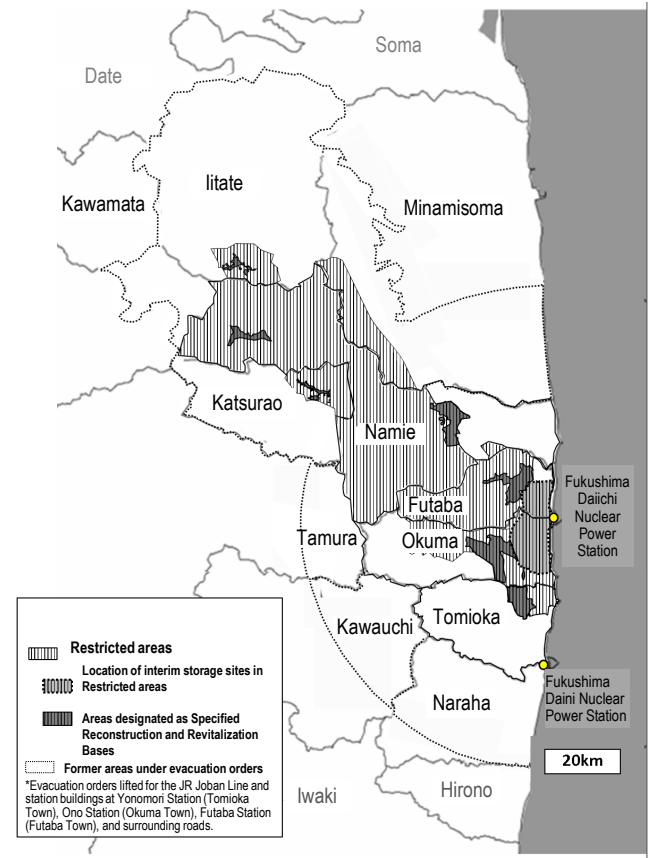 Soma
Date
Iitate
Kawamata
Minamisoma
Katsurao
Namie
Fukushima
Daiichi
Nuclear
Power
Station
Futaba
Okuma
Tamura
Tomioka
Kawauchi
Fukushima
Daini Nuclear
Power Station
Naraha
20km
Hirono
Iwaki
Restricted areas
Location of interim storage sites in
Restricted areas
Areas designated as Specified
Reconstruction and Revitalization
Bases
Former areas under evacuation orders
*Evacuation orders lifted for the JR Joban Line and
station buildings at Yonomori Station (Tomioka
Town), Ono Station (Okuma Town), Futaba Station
(Futaba Town), and surrounding roads.